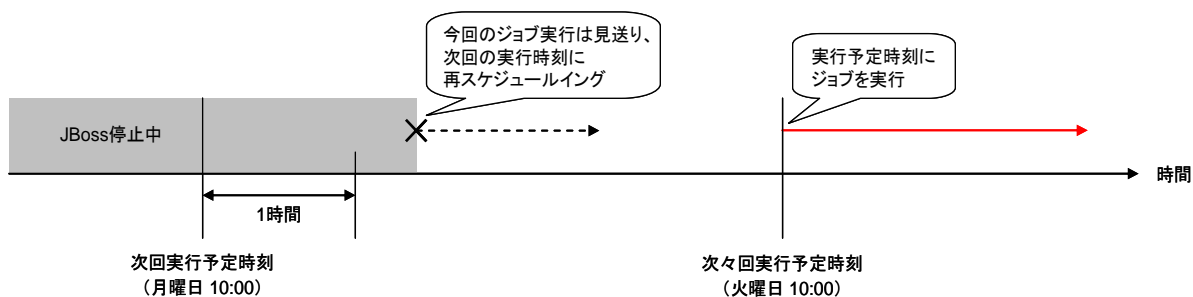 今回のジョブ実行は見送り、
次回の実行時刻に
再スケジュールイング
実行予定時刻に
ジョブを実行
JBoss停止中
時間
1時間
次回実行予定時刻
（月曜日 10:00）
次々回実行予定時刻
（火曜日 10:00）